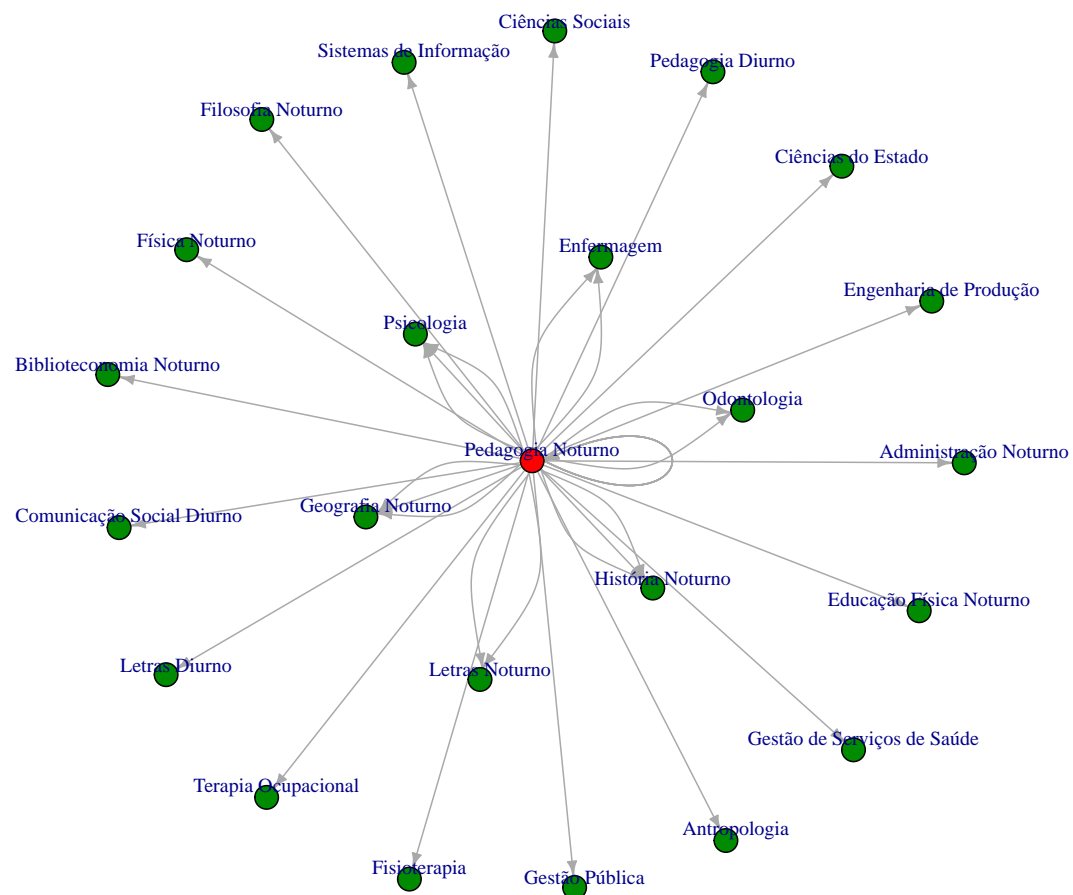 Ciências Sociais
Sistemas de Informação
Pedagogia Diurno
Filosofia Noturno
Ciências do Estado
Física Noturno
Enfermagem
Engenharia de Produção
Psicologia
Biblioteconomia Noturno
Odontologia
Pedagogia Noturno
Administração Noturno
Geografia Noturno
Comunicação Social Diurno
História Noturno
Educação Física Noturno
Letras Diurno
Letras Noturno
Gestão de Serviços de Saúde
Terapia Ocupacional
Antropologia
Fisioterapia
Gestão Pública